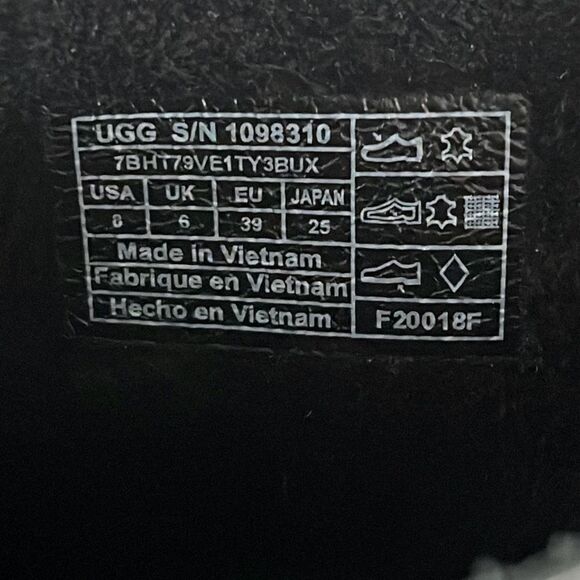 UGG S/N 1098310
7BHT79VE1TY3BUX
USA UK EU JAPAN
8 6 39 25
Made in Vietnam
Fabrique en Vietnam
Hecho en Vietnam
F20018F